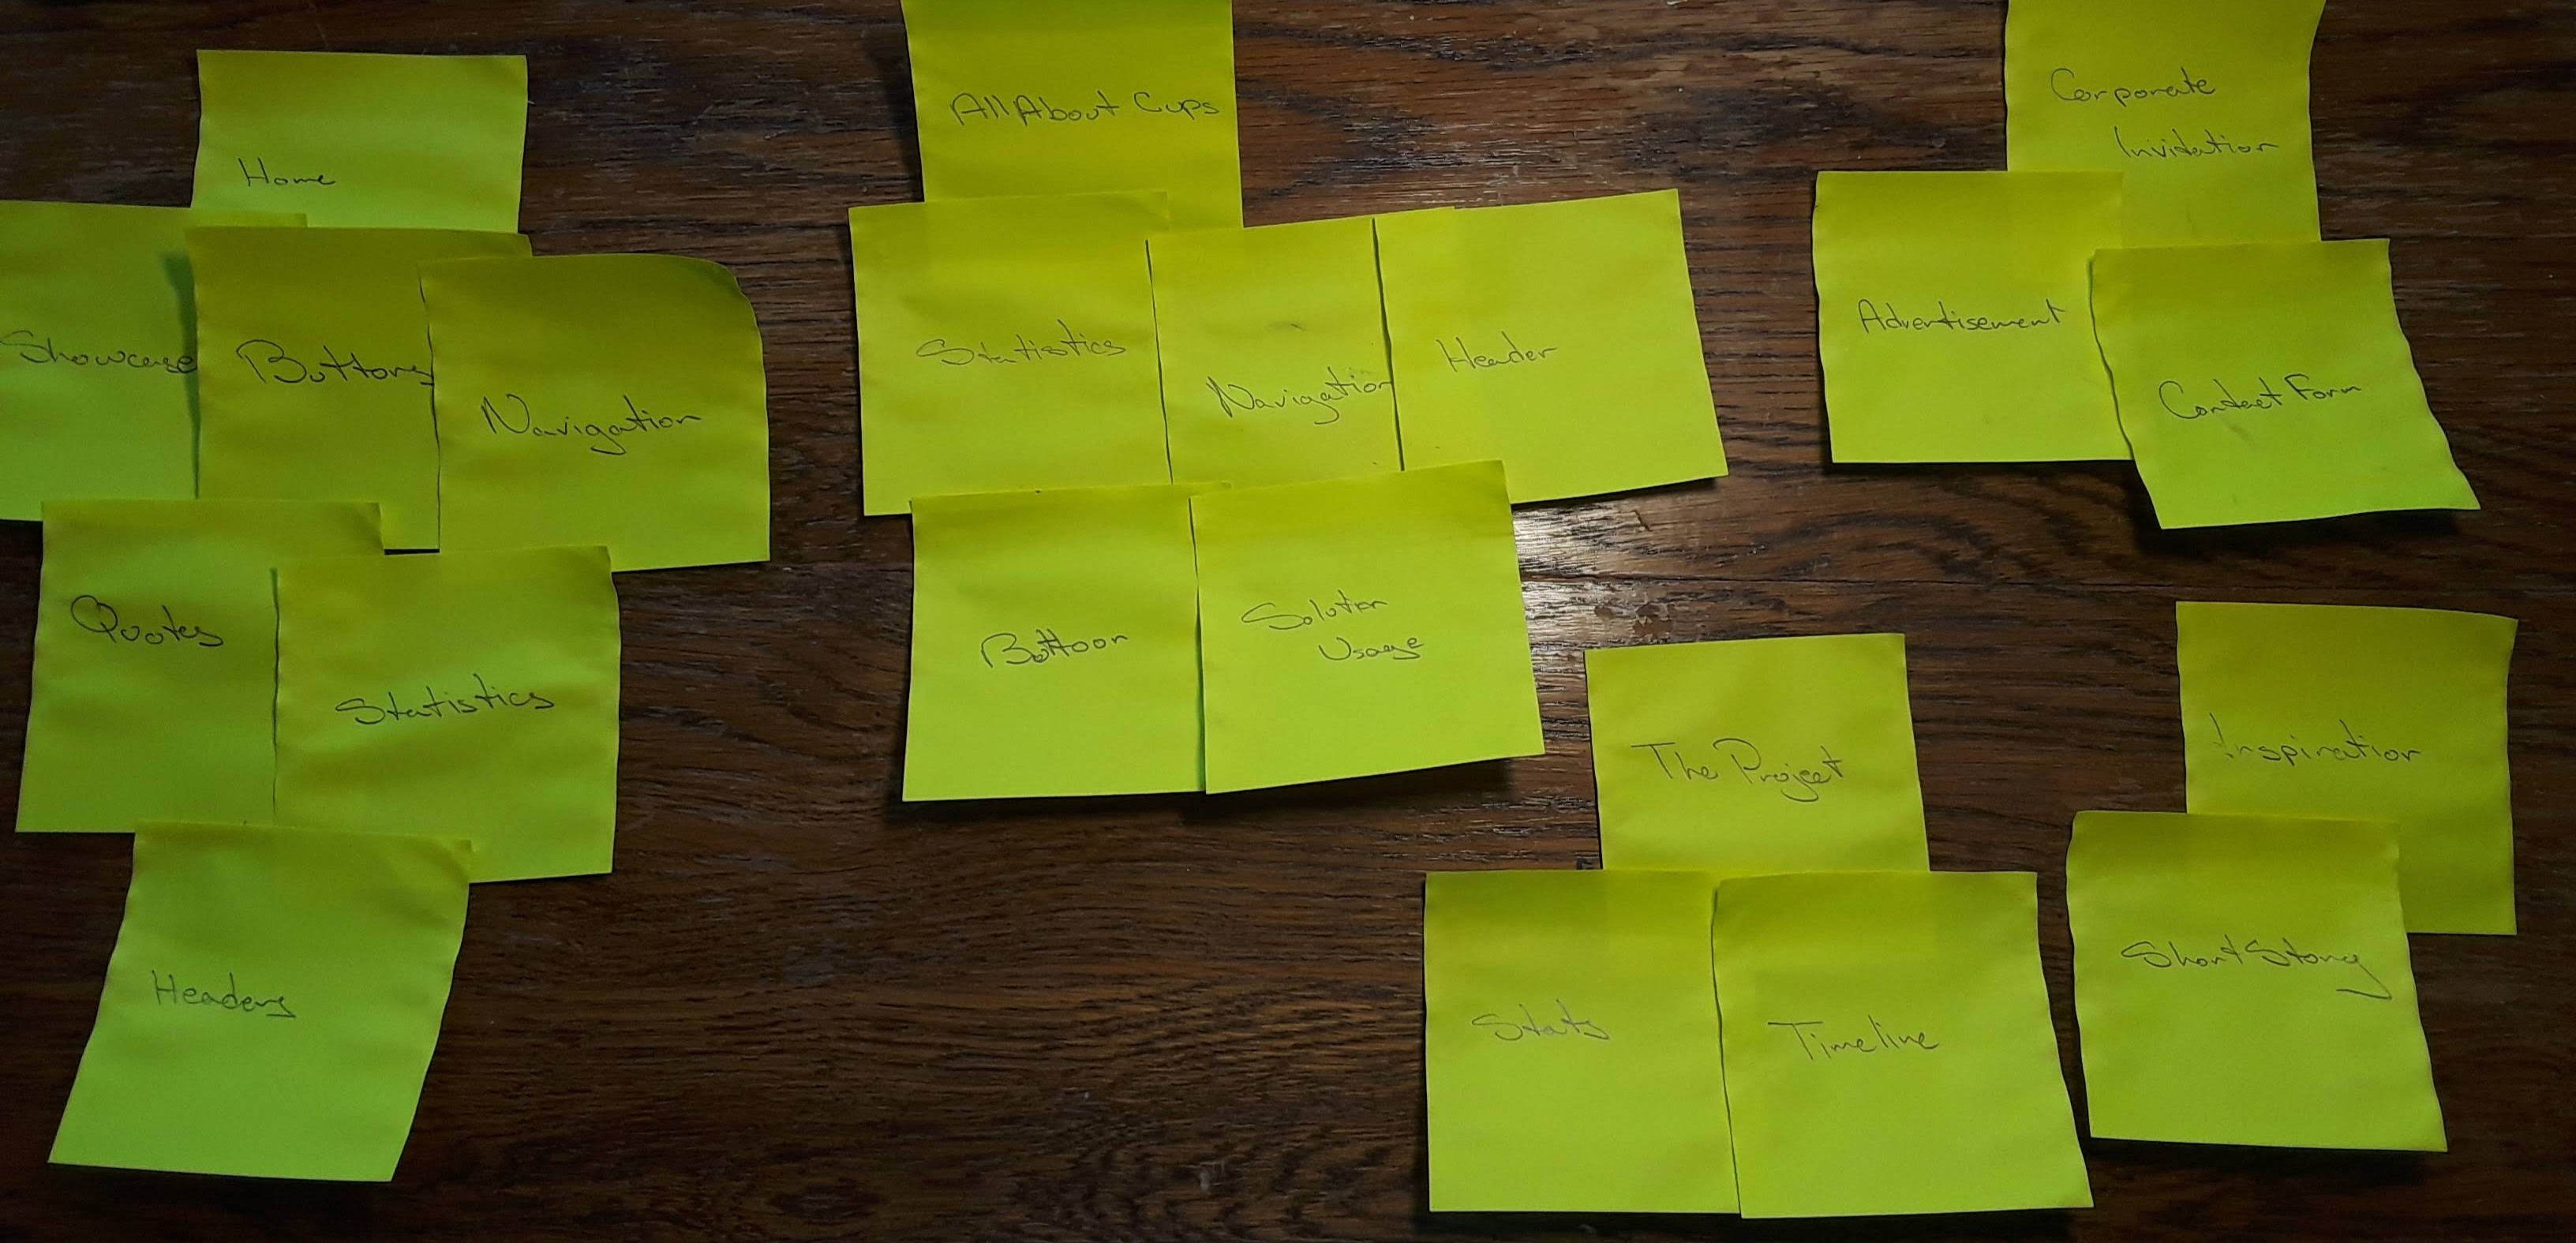 Home
Showcase
Buttons
Navigation
Quotes
Statistics
Headers
All About Cups
Statistics
Navigation
Header
Buttoon
Solution
Usage
Corporate
Invidation
Advertisement
Contact Form
The Project
Stats
Timeline
Inspiration
Short Story